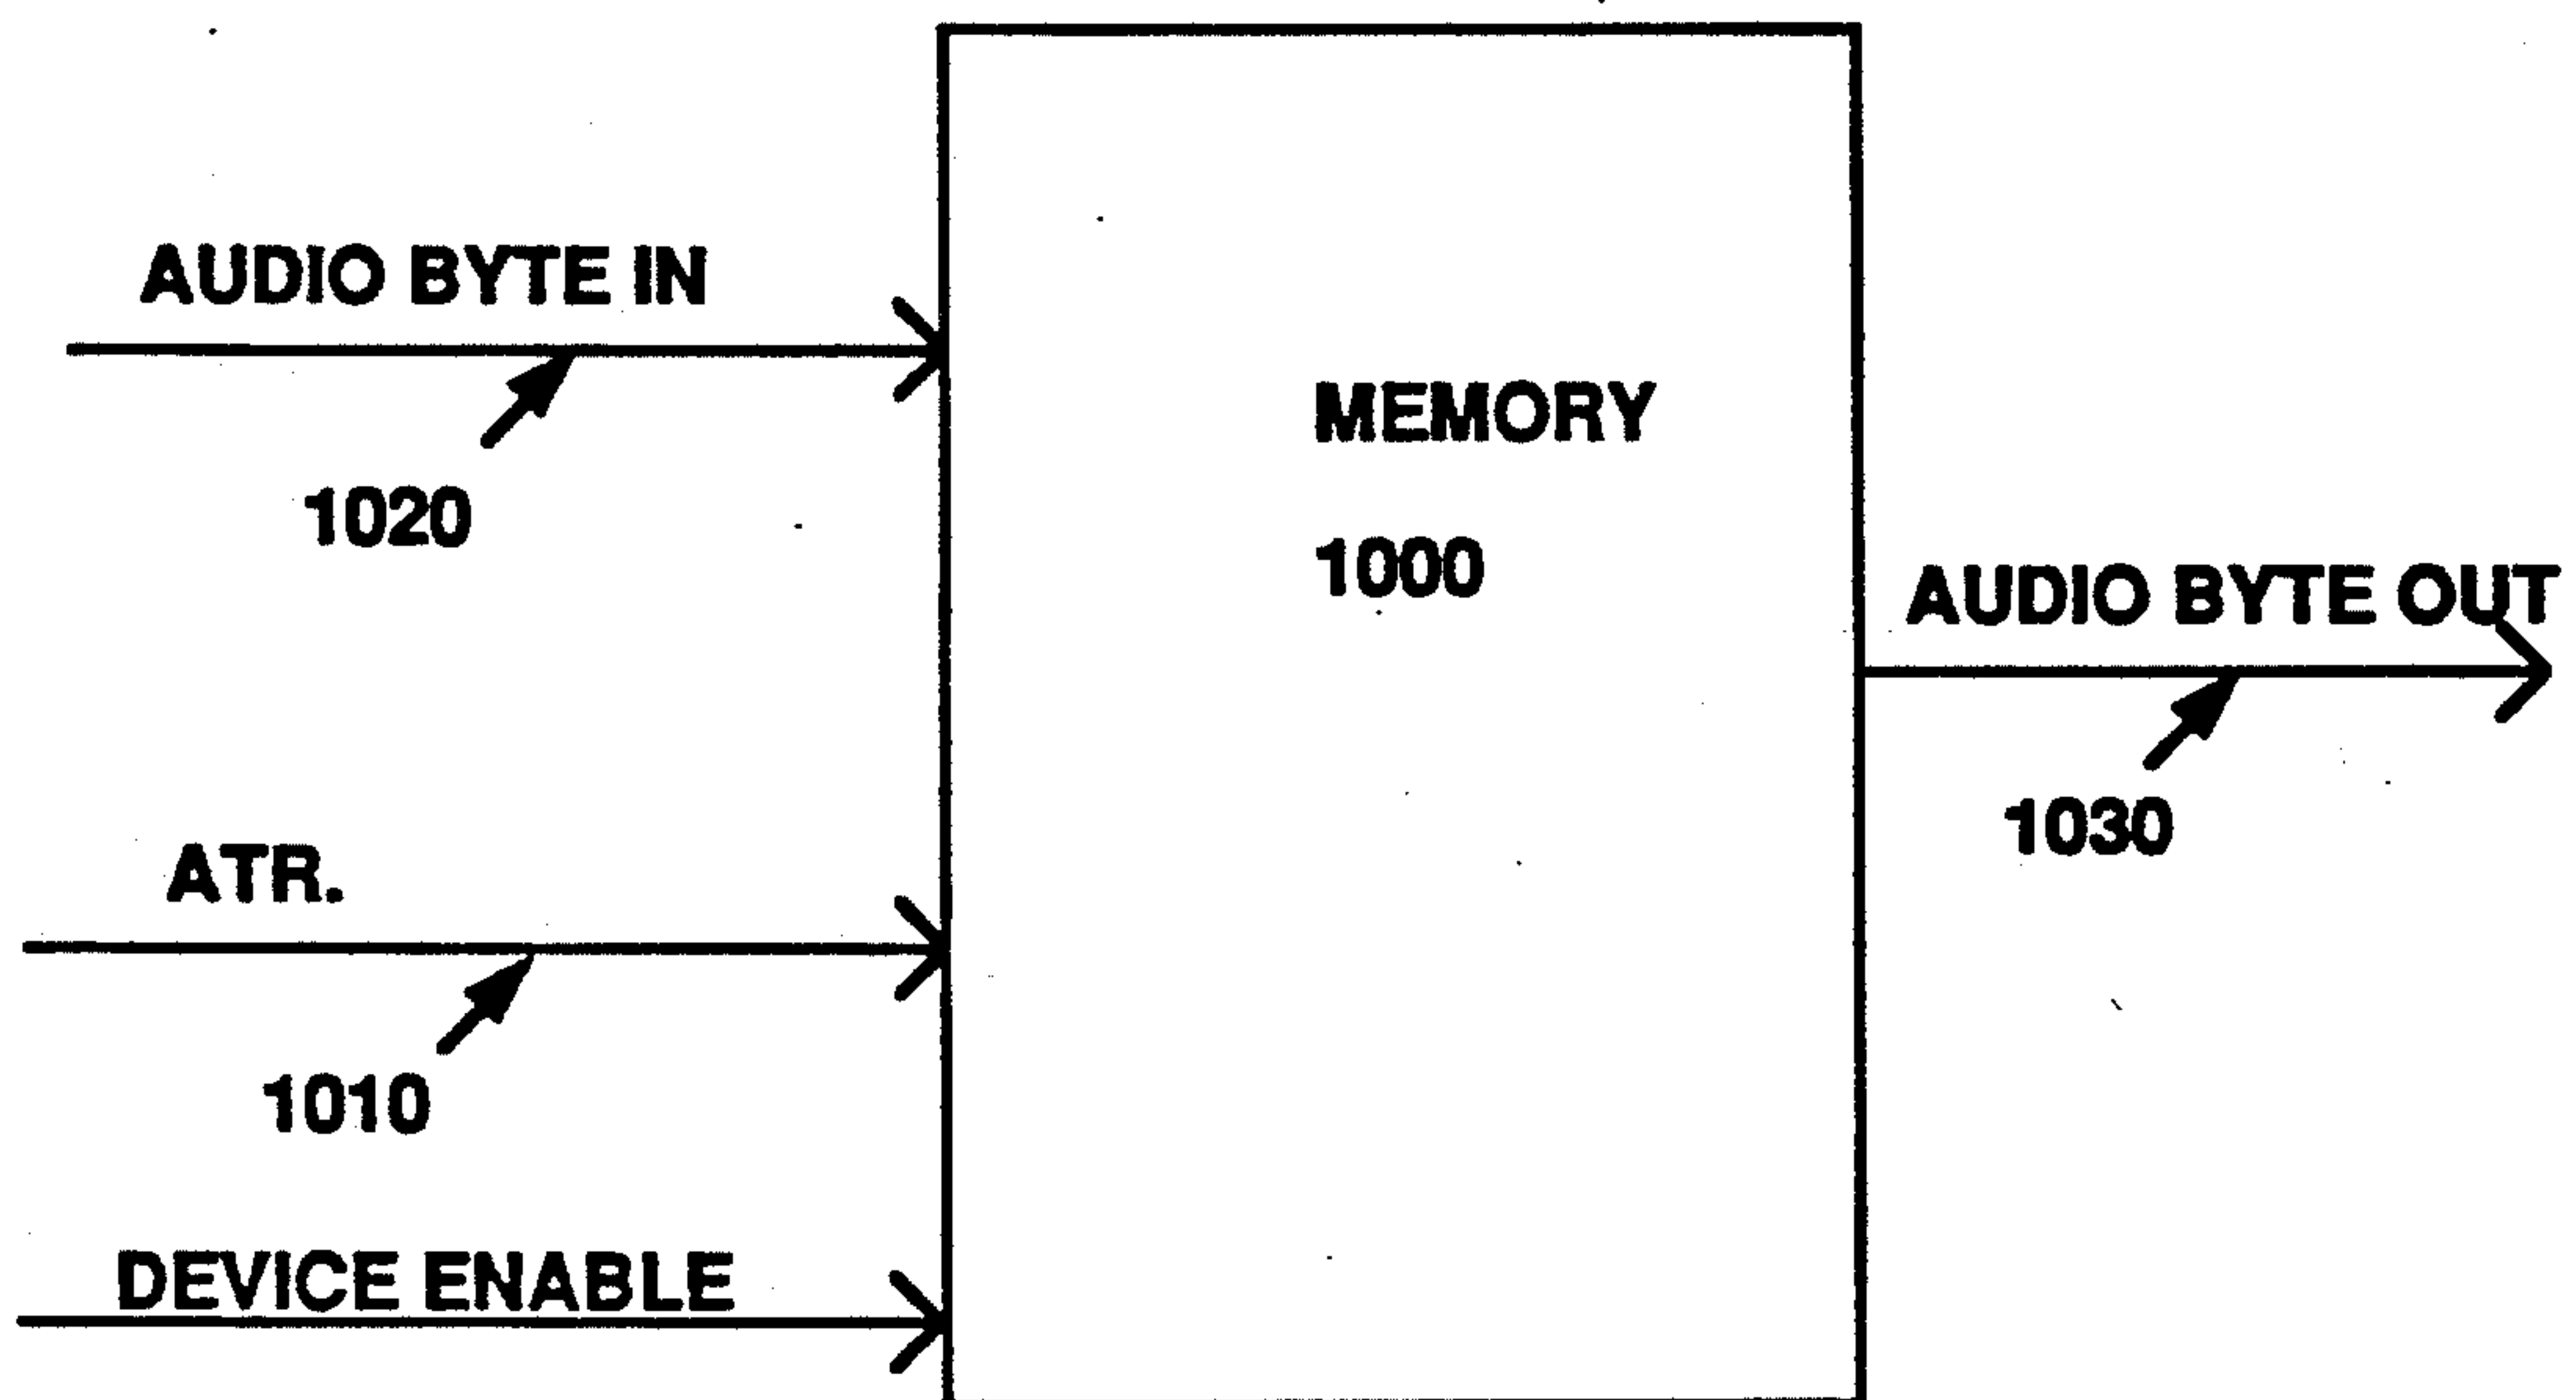 AUDIO BYTE IN
1020
MEMORY
1000
AUDIO BYTE OUT
1030
ATR.
1010
DEVICE ENABLE